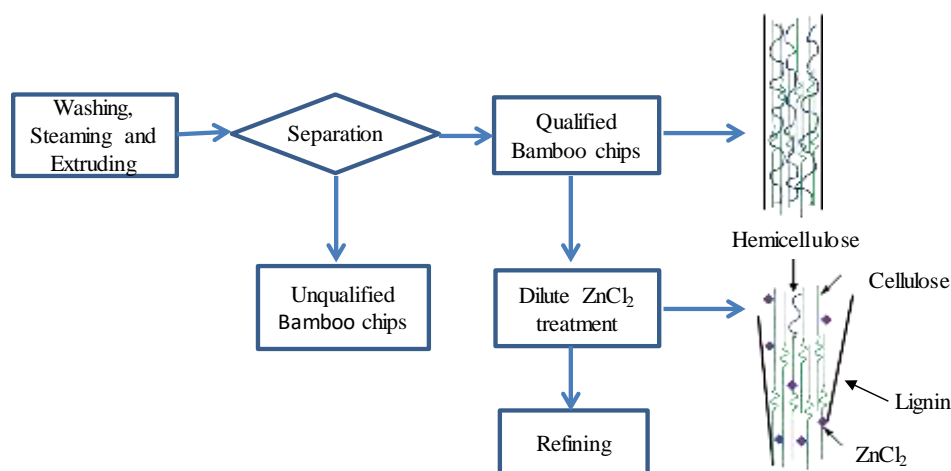 Washing,
Steaming and
Extruding
Separation
Qualified
Bamboo chips
Hemicellulose
Unqualified
Bamboo chips
Dilute ZnCl₂
treatment
Cellulose
Lignin
Refining
ZnCl₂